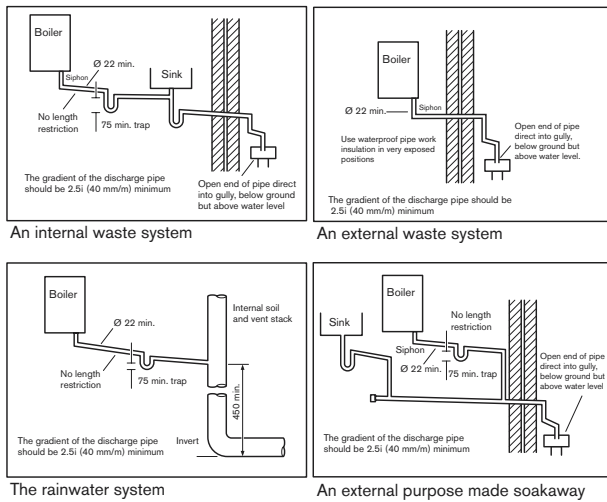 Boiler
Siphon
Ø 22 min.
No length
restriction
75 min. trap
Sink
The gradient of the discharge pipe
should be 2.5i (40 mm/m) minimum
Open end of pipe direct
into gully, below ground
but above water level
An internal waste system
Boiler
Ø 22 min.
Siphon
Use waterproof pipe work
insulation in very exposed
positions
Open end of pipe
direct into gully,
below ground but
above water level.
The gradient of the discharge pipe should be
2.5i (40 mm/m) minimum
An external waste system
Boiler
Ø 22 min.
No length
restriction
75 min. trap
Internal soil
and vent stack
450 min.
Invert
The gradient of the discharge pipe
should be 2.5i (40 mm/m) minimum
The rainwater system
Sink
Boiler
Siphon
Ø 22 min.
No length
restriction
75 min. trap
Open end of pipe
direct into gully,
below ground but
above water level
The gradient of the discharge pipe
should be 2.5i (40 mm/m) minimum
An external purpose made soakaway